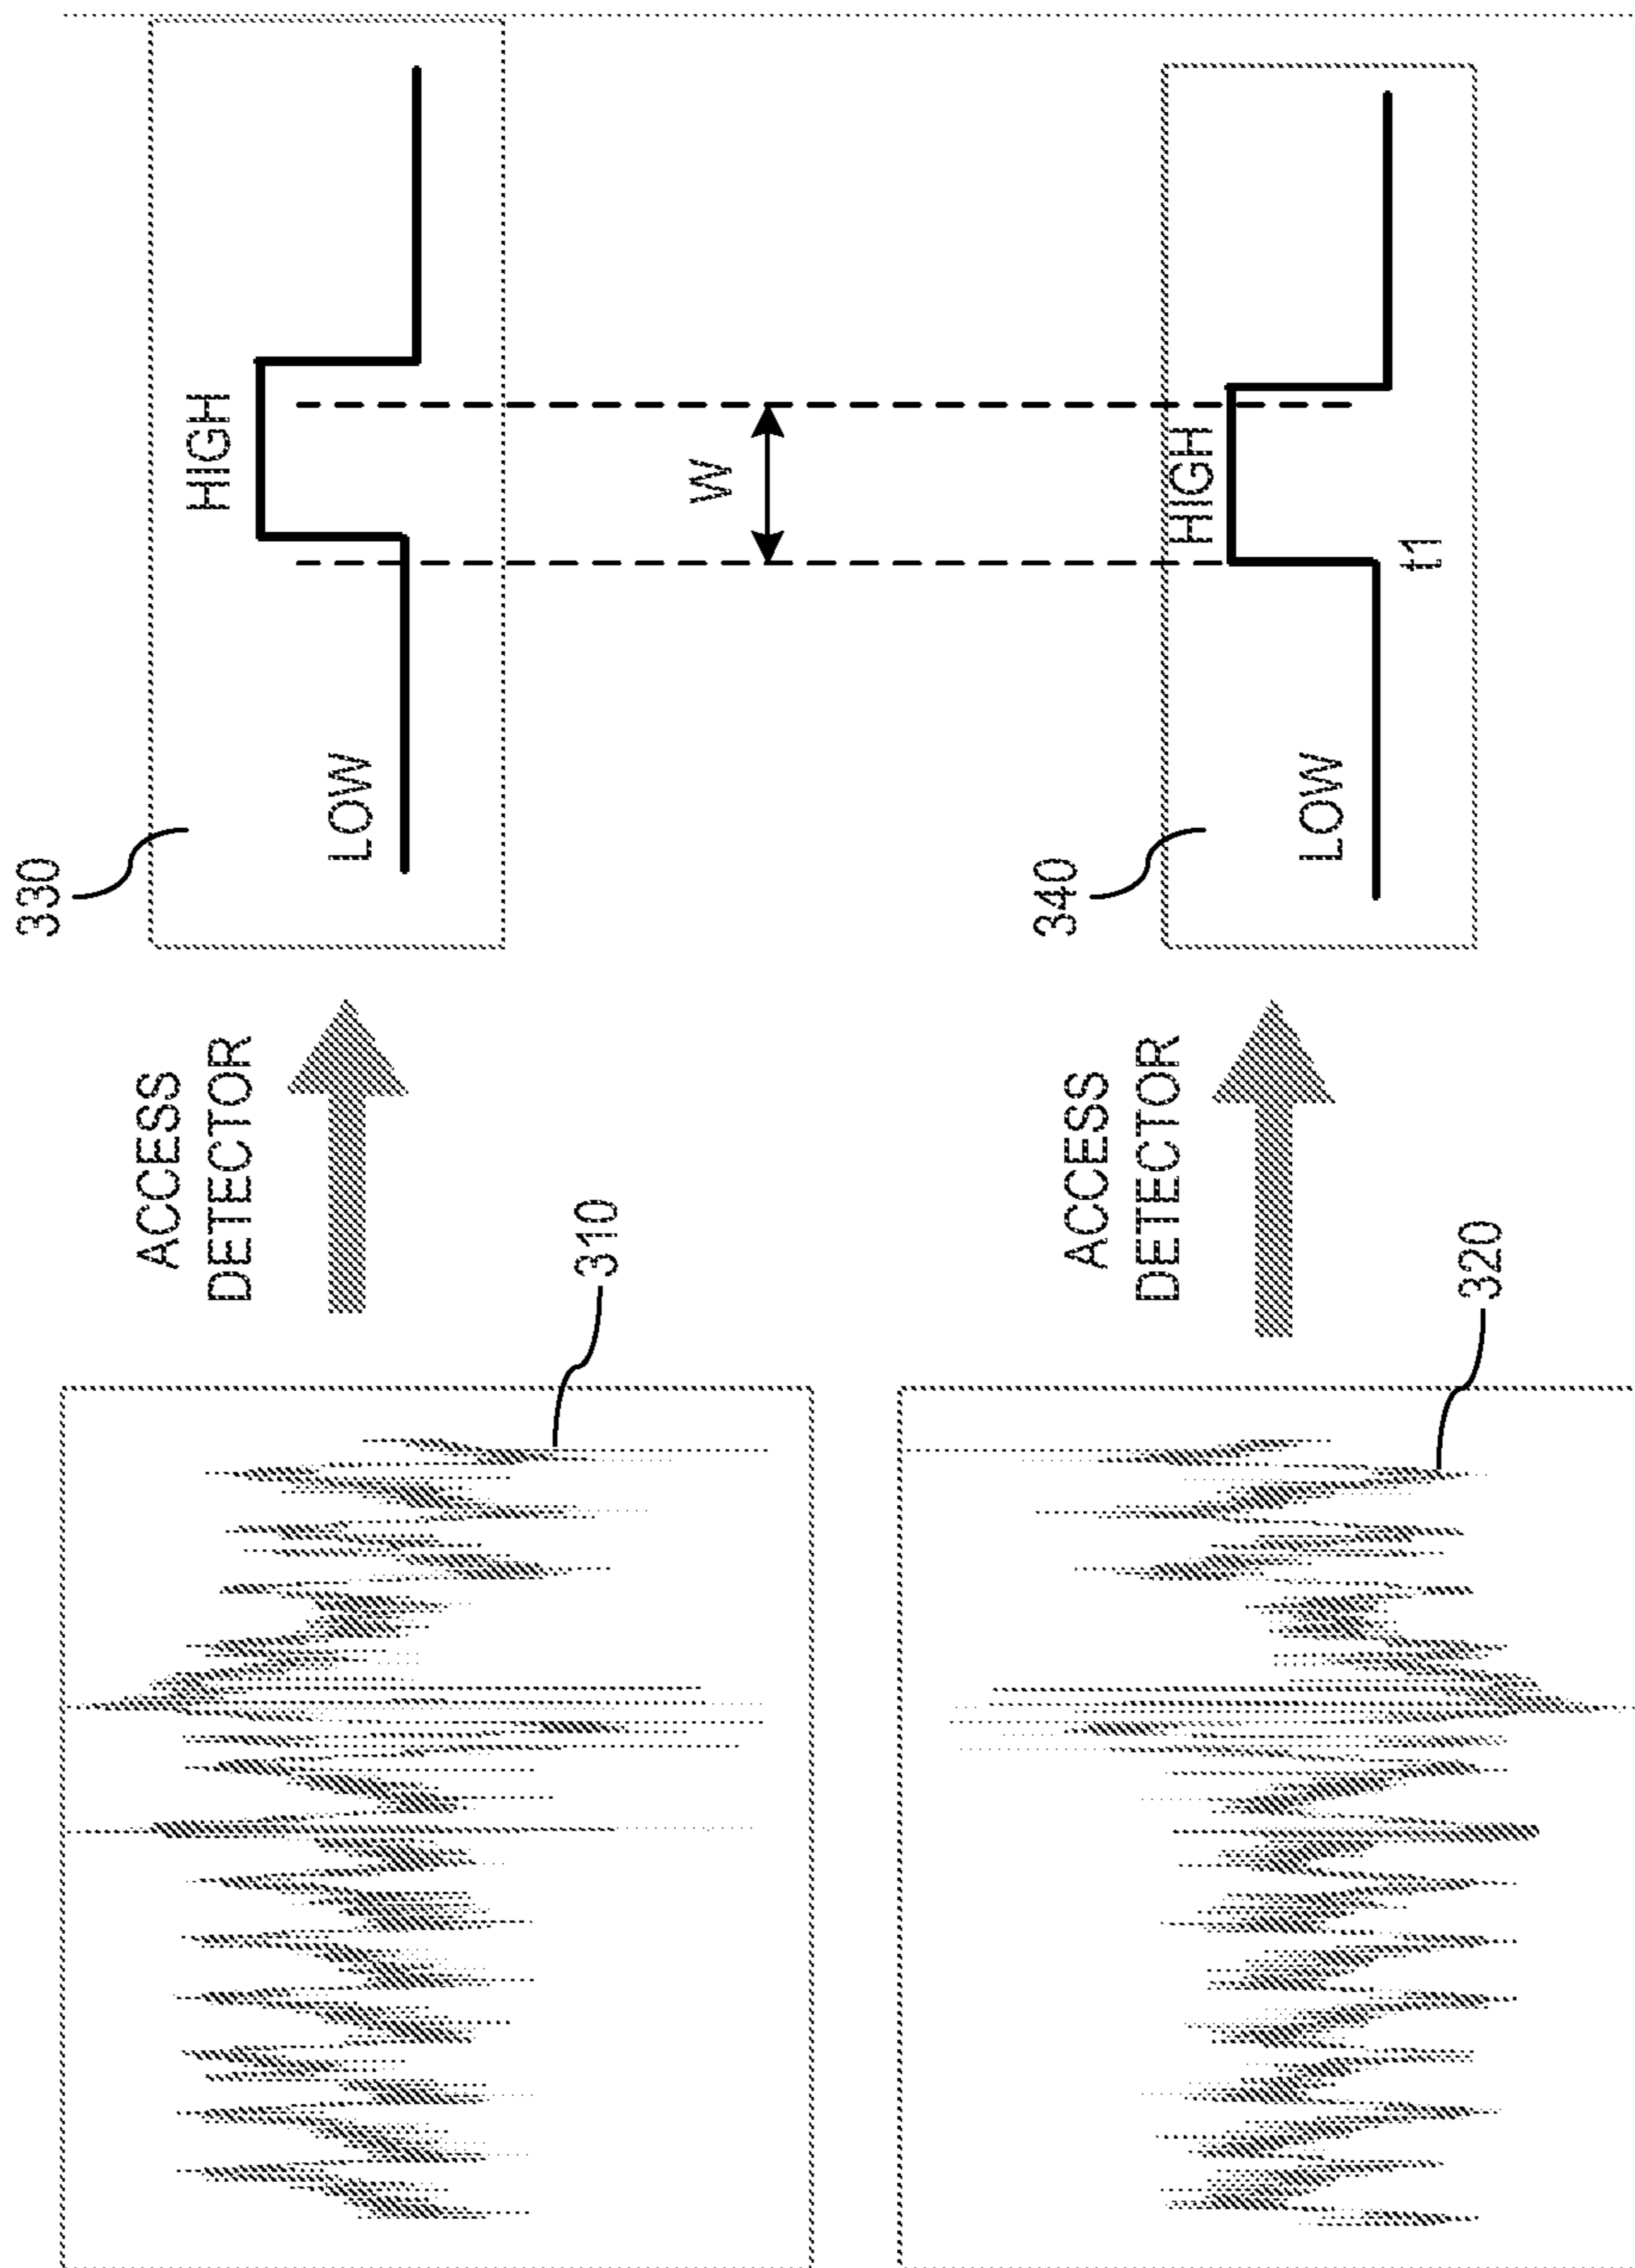 330
ACCESS
DETECTOR
HIGH
LOW
310
W
340
ACCESS
DETECTOR
HIGH
LOW
t1
320